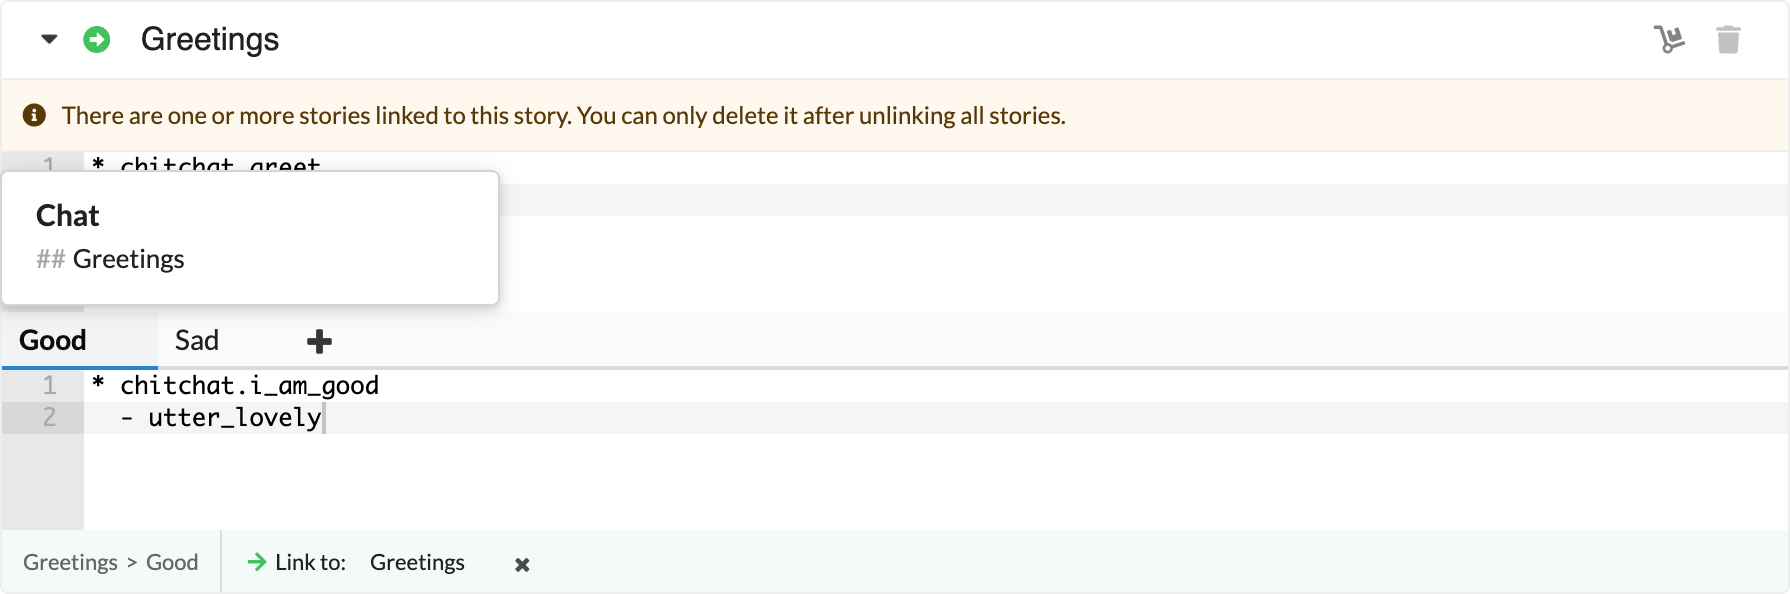 Greetings
There are one or more stories linked to this story. You can only delete it after unlinking all stories.
1 * chitchat.greet
Chat
## Greetings
Good Sad
1 * chitchat.i_am_good
2 - utter_lovely
Greetings > Good Link to: Greetings